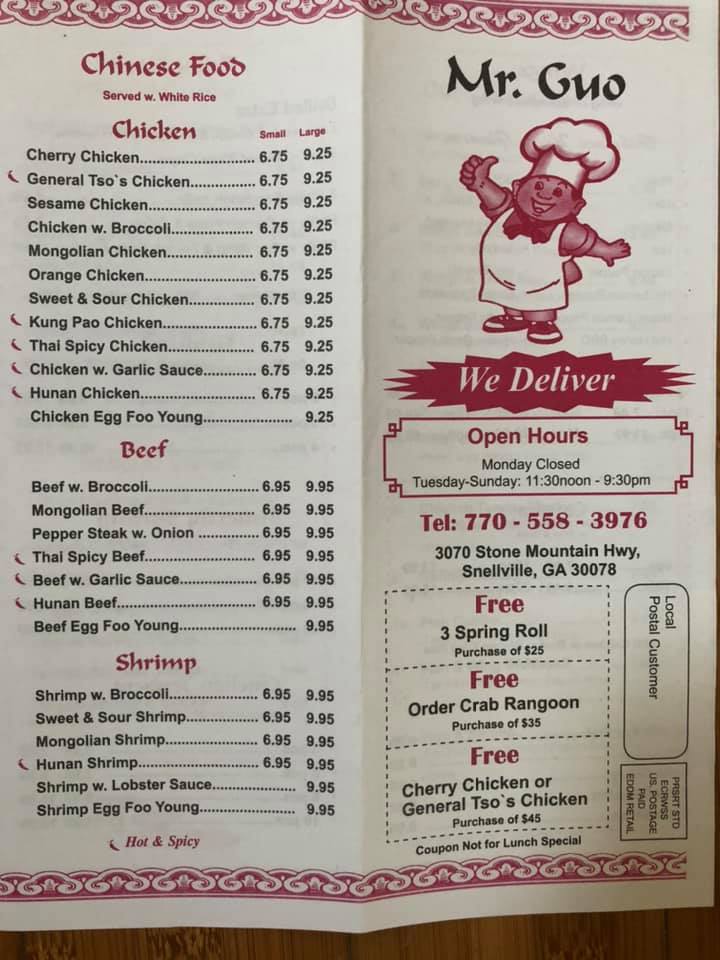 Chinese Food
Served w. White Rice
Chicken Small Large
Cherry Chicken............................ 6.75 9.25
General Tso`s Chicken................ 6.75 9.25
Sesame Chicken.......................... 6.75 9.25
Chicken w. Broccoli.................... 6.75 9.25
Mongolian Chicken..................... 6.75 9.25
Orange Chicken........................... 6.75 9.25
Sweet & Sour Chicken................ 6.75 9.25
Kung Pao Chicken....................... 6.75 9.25
Thai Spicy Chicken..................... 6.75 9.25
Chicken w. Garlic Sauce............. 6.75 9.25
Hunan Chicken............................ 6.75 9.25
Chicken Egg Foo Young...................... 9.25
Beef
Beef w. Broccoli........................... 6.95 9.95
Mongolian Beef........................... 6.95 9.95
Pepper Steak w. Onion ............... 6.95 9.95
Thai Spicy Beef........................... 6.95 9.95
Beef w. Garlic Sauce................... 6.95 9.95
Hunan Beef.................................. 6.95 9.95
Beef Egg Foo Young............................ 9.95
Shrimp
Shrimp w. Broccoli...................... 6.95 9.95
Sweet & Sour Shrimp.................. 6.95 9.95
Mongolian Shrimp....................... 6.95 9.95
Hunan Shrimp.............................. 6.95 9.95
Shrimp w. Lobster Sauce.................... 9.95
Shrimp Egg Foo Young....................... 9.95
Hot & Spicy
Mr. Guo
We Deliver
Open Hours
Monday Closed
Tuesday-Sunday: 11:30noon - 9:30pm
Tel: 770 - 558 - 3976
3070 Stone Mountain Hwy,
Snellville, GA 30078
Free
3 Spring Roll
Purchase of $25
Free
Order Crab Rangoon
Purchase of $35
Free
Cherry Chicken or
General Tso`s Chicken
Purchase of $45
Coupon Not for Lunch Special
Local
Postal Customer
PRSRT STD
ECRWSS
US. POSTAGE
PAID
EDDM RETAIL